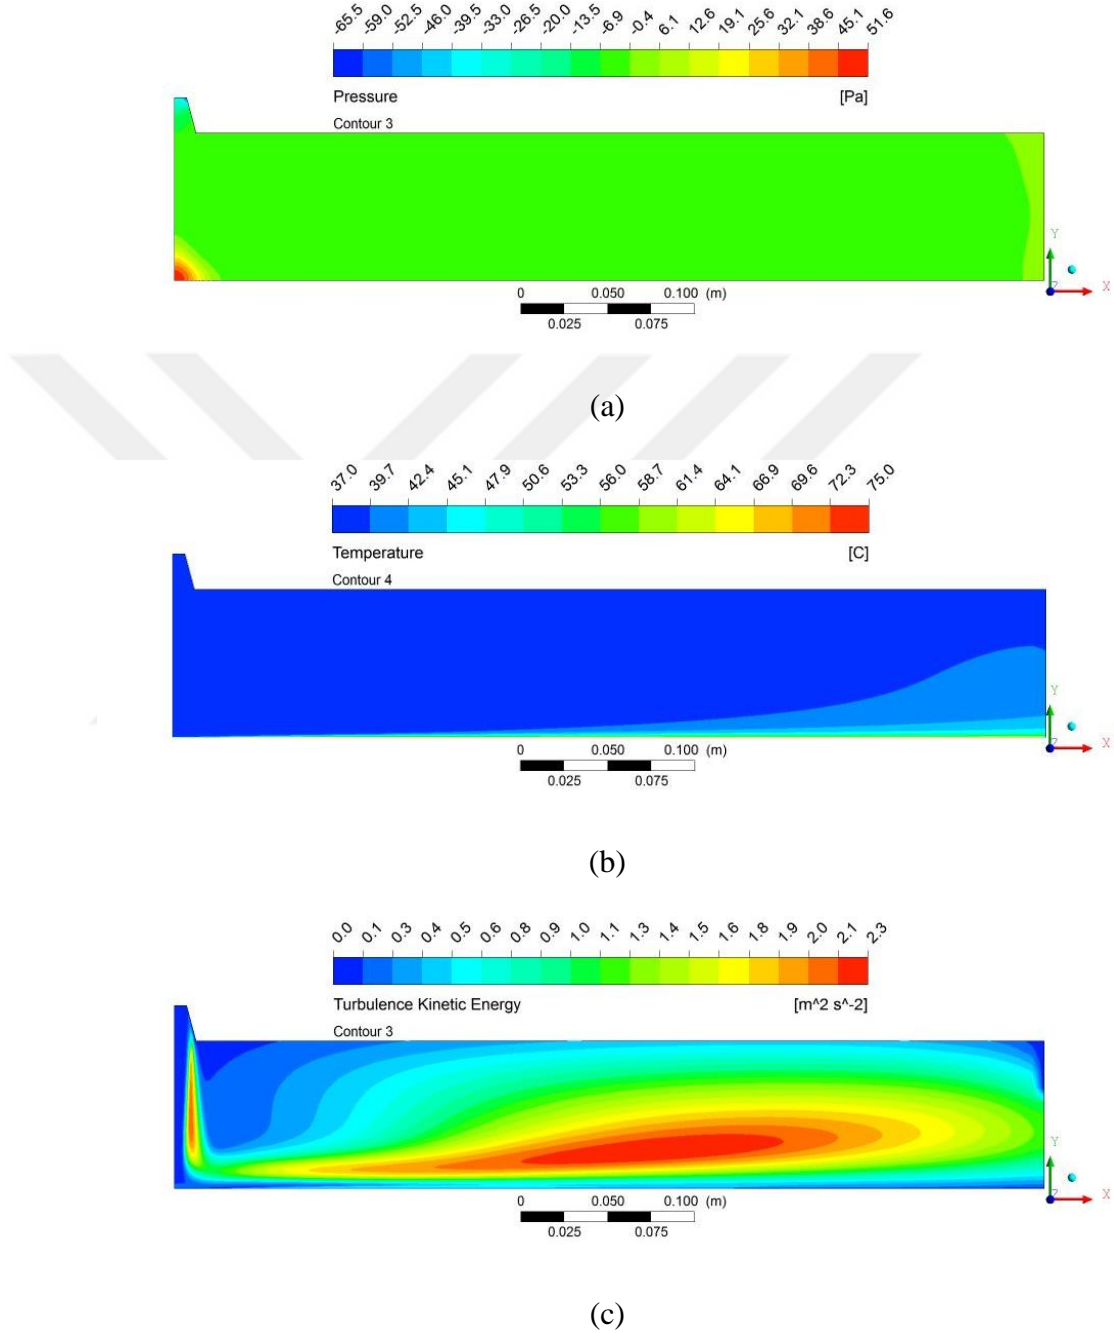 -65.5 -59.0 -52.5 -46.0 -39.5 -33.0 -26.5 -20.0 -13.5 -6.9 -0.4 6.1 12.6 19.1 25.6 32.1 38.6 45.1 51.6
Pressure [Pa]
Contour 3
Y
Z X
0 0.050 0.100 (m)
0.025 0.075
(a)
37.0 39.7 42.4 45.1 47.9 50.6 53.3 56.0 58.7 61.4 64.1 66.9 69.6 72.3 75.0
Temperature [C]
Contour 4
Y
Z X
0 0.050 0.100 (m)
0.025 0.075
(b)
0.0 0.1 0.3 0.4 0.5 0.6 0.8 0.9 1.0 1.1 1.3 1.4 1.5 1.6 1.8 1.9 2.0 2.1 2.3
Turbulence Kinetic Energy [m^2 s^-2]
Contour 3
Y
Z X
0 0.050 0.100 (m)
0.025 0.075
(c)